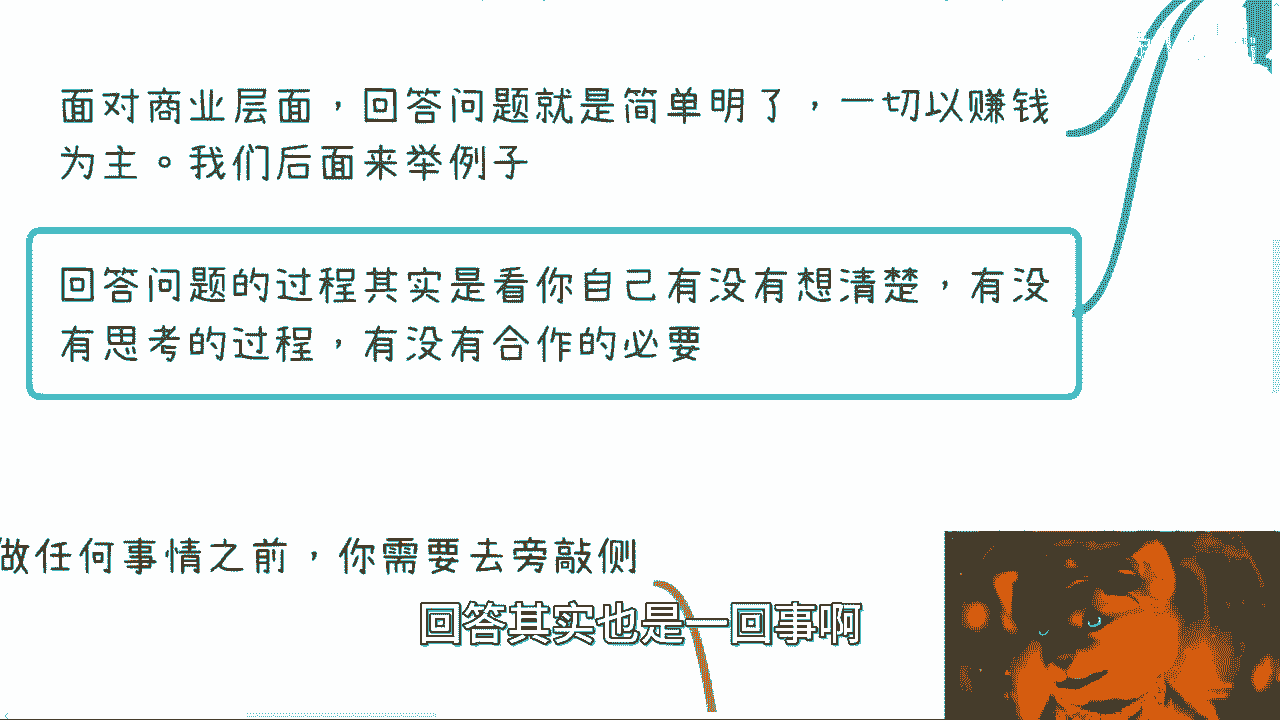 面对商业层面，回答问题就是简单明了，一切以赚钱
为主。我们后面来举例子
回答问题的过程其实是看你自己有没有想清楚，有没
有思考的过程，有没有合作的必要
做任何事情之前，你需要去旁敲侧
回答其实也是一回事啊